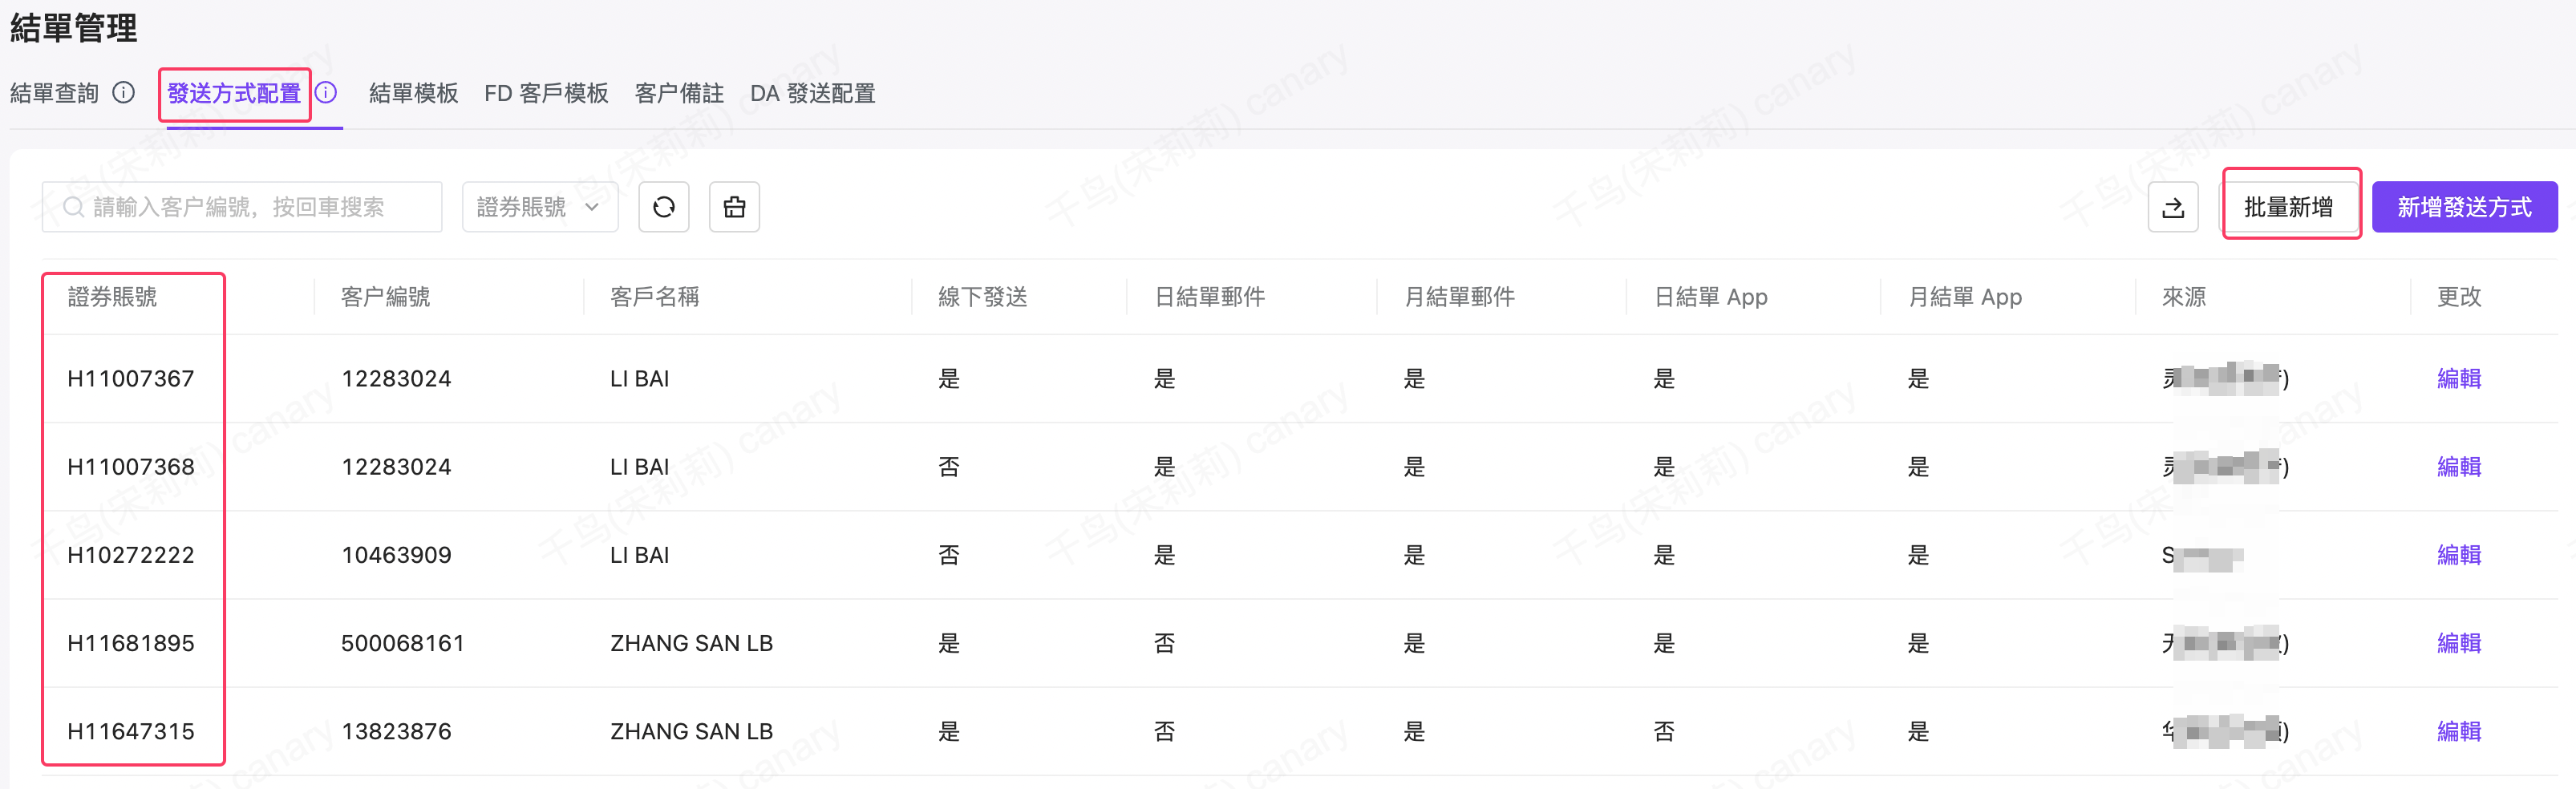 結單管理
結單查詢 發送方式配置 結單模板 FD 客戶模板 客户備註 DA 發送配置
請輸入客户編號，按回車搜索 證券賬號 批量新增 新增發送方式
證券賬號 客户編號 客戶名稱 線下發送 日結單郵件 月結單郵件 日結單 App 月結單 App 來源 更改
H11007367 12283024 LI BAI 是 是 是 是 是 編輯
H11007368 12283024 LI BAI 否 是 是 是 是 編輯
H10272222 10463909 LI BAI 否 是 是 是 是 S 編輯
H11681895 500068161 ZHANG SAN LB 是 否 是 是 是 編輯
H11647315 13823876 ZHANG SAN LB 是 否 是 否 是 編輯
千鸟(宋莉莉) canary